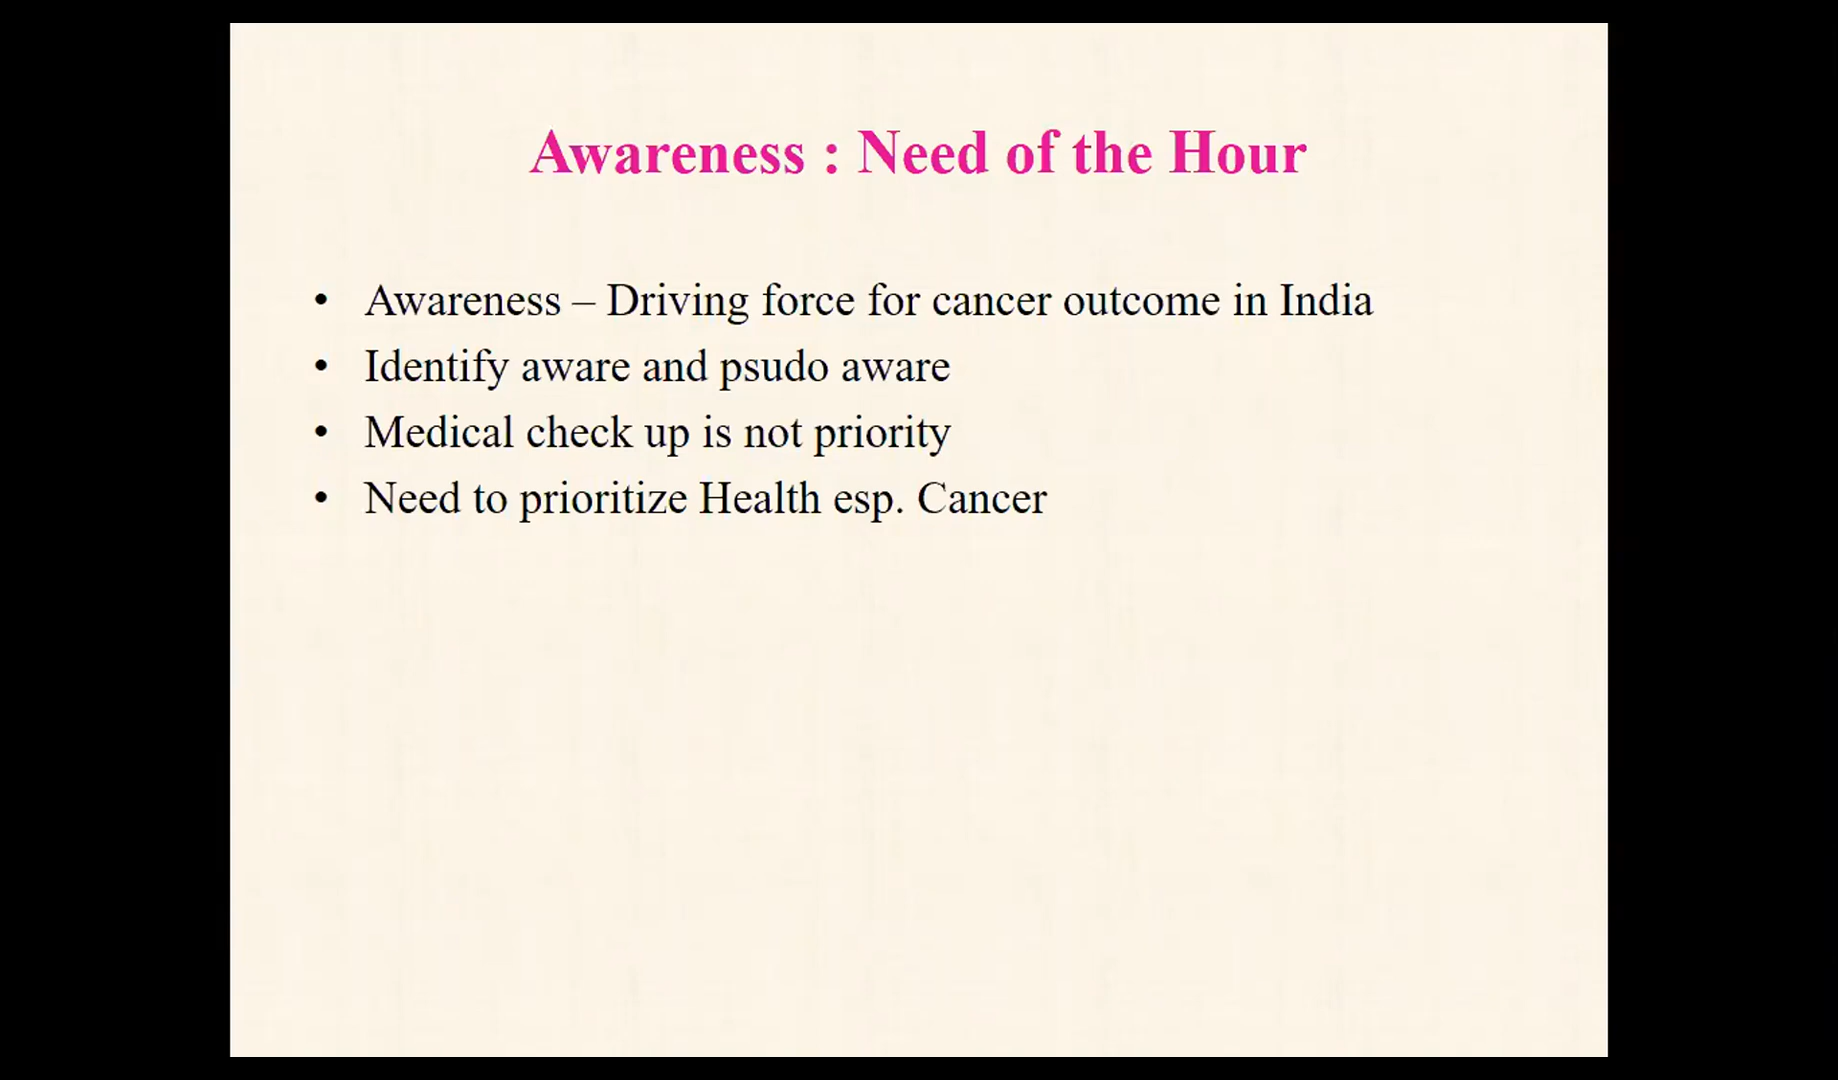 Awareness : Need of the Hour
• Awareness – Driving force for cancer outcome in India
• Identify aware and psudo aware
• Medical check up is not priority
• Need to prioritize Health esp. Cancer